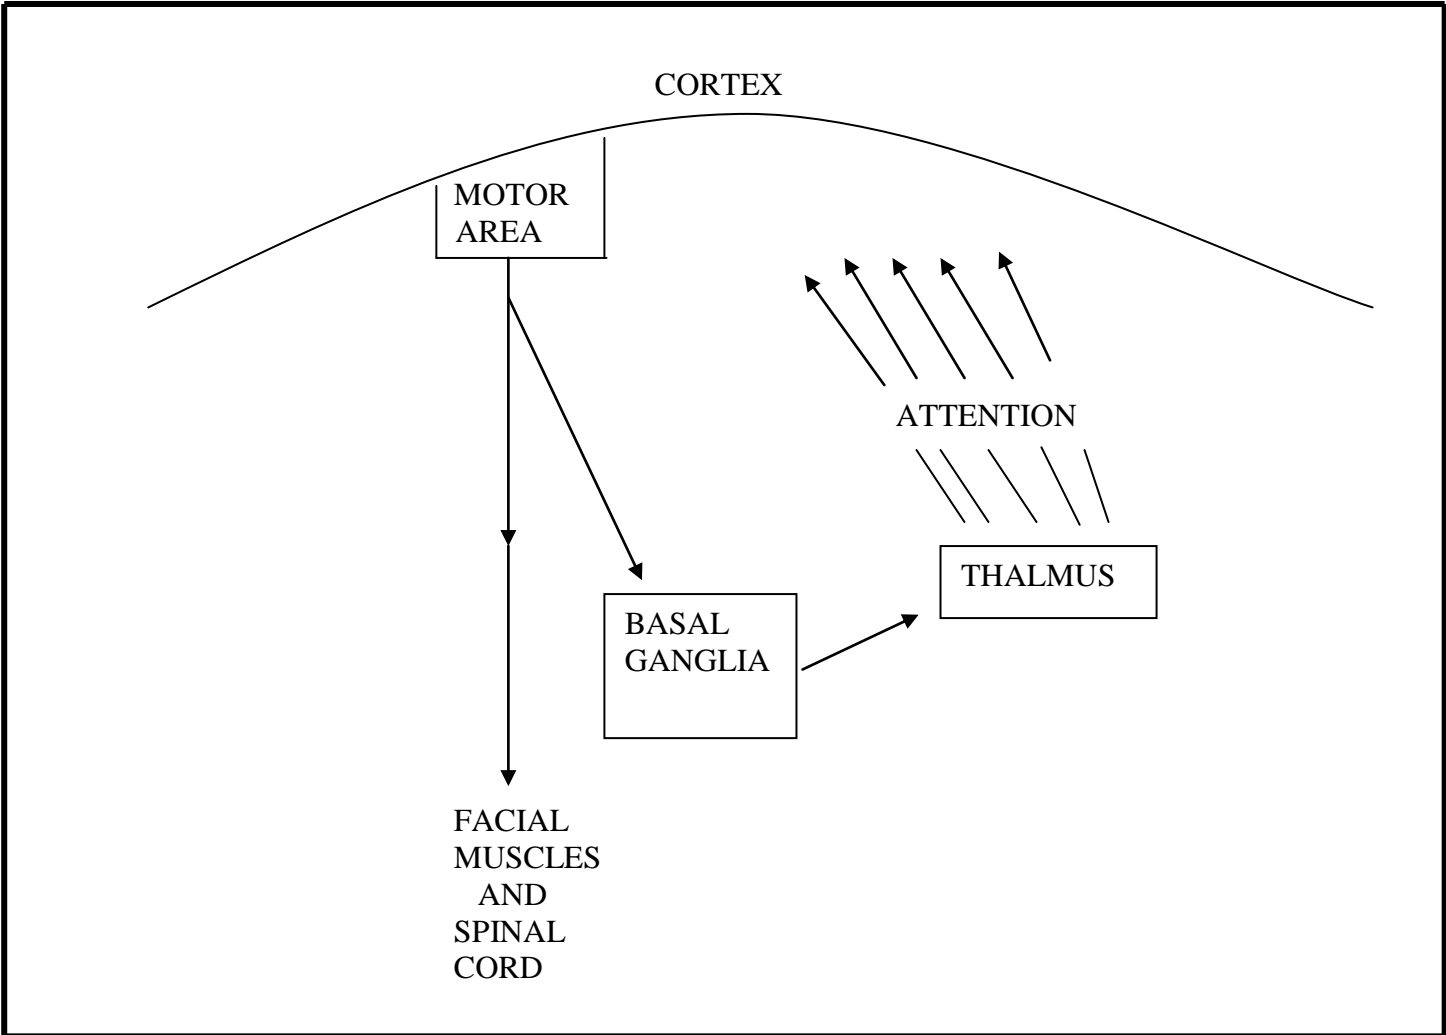 CORTEX
MOTOR
AREA
ATTENTION
THALMUS
BASAL
GANGLIA
FACIAL
MUSCLES
AND
SPINAL
CORD